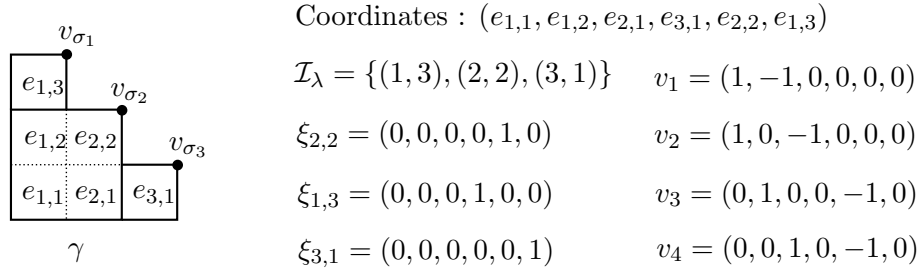 Coordinates : (e_{1,1}, e_{1,2}, e_{2,1}, e_{3,1}, e_{2,2}, e_{1,3})
v_{σ_1}
e_{1,3}
v_{σ_2}
e_{1,2} e_{2,2}
v_{σ_3}
e_{1,1} e_{2,1} e_{3,1}
γ
I_λ = {(1, 3), (2, 2), (3, 1)}
v_1 = (1, −1, 0, 0, 0, 0)
ξ_{2,2} = (0, 0, 0, 0, 1, 0)
v_2 = (1, 0, −1, 0, 0, 0)
ξ_{1,3} = (0, 0, 0, 1, 0, 0)
v_3 = (0, 1, 0, 0, −1, 0)
ξ_{3,1} = (0, 0, 0, 0, 0, 1)
v_4 = (0, 0, 1, 0, −1, 0)